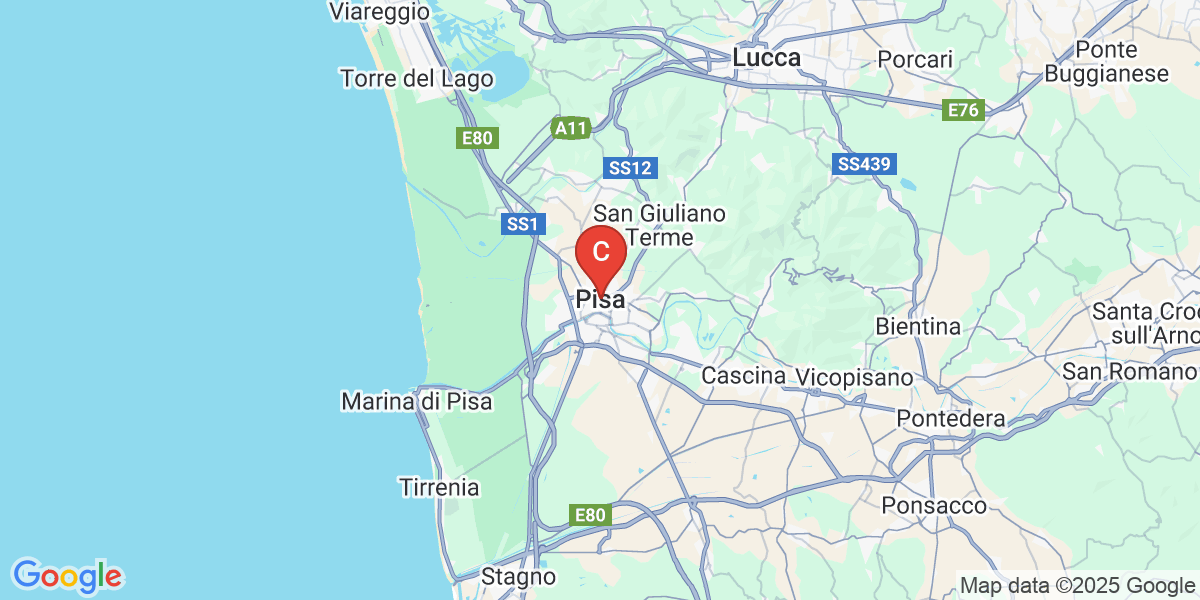 Viareggio
Lucca
Porcari
Ponte
Buggianese
Torre del Lago
E76
A11
E80
SS12
SS439
San Giuliano
Terme
SS1
C
Pisa
Santa Croc
sull'Arno
Bientina
San Romano
Cascina
Vicopisano
Marina di Pisa
Pontedera
Tirrenia
Ponsacco
E80
Stagno
Google
Map data ©2025 Google